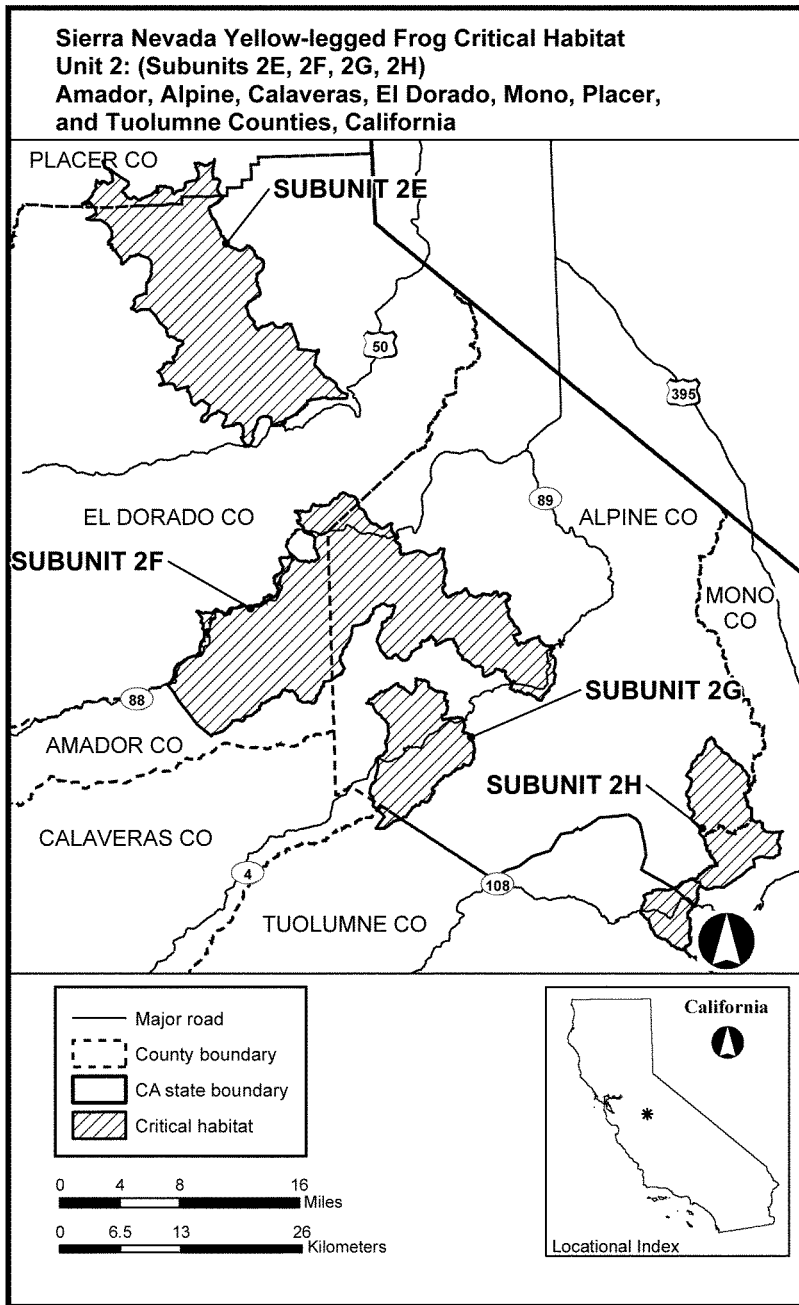 Sierra Nevada Yellow-legged Frog Critical Habitat
Unit 2: (Subunits 2E, 2F, 2G, 2H)
Amador, Alpine, Calaveras, El Dorado, Mono, Placer,
and Tuolumne Counties, California
PLACER CO
SUBUNIT 2E
50
395
EL DORADO CO
89
ALPINE CO
SUBUNIT 2F
MONO
CO
88
SUBUNIT 2G
AMADOR CO
SUBUNIT 2H
CALAVERAS CO
4
108
TUOLUMNE CO
Major road
County boundary
CA state boundary
Critical habitat
0 4 8 16
Miles
0 6.5 13 26
Kilometers
California
Locational Index